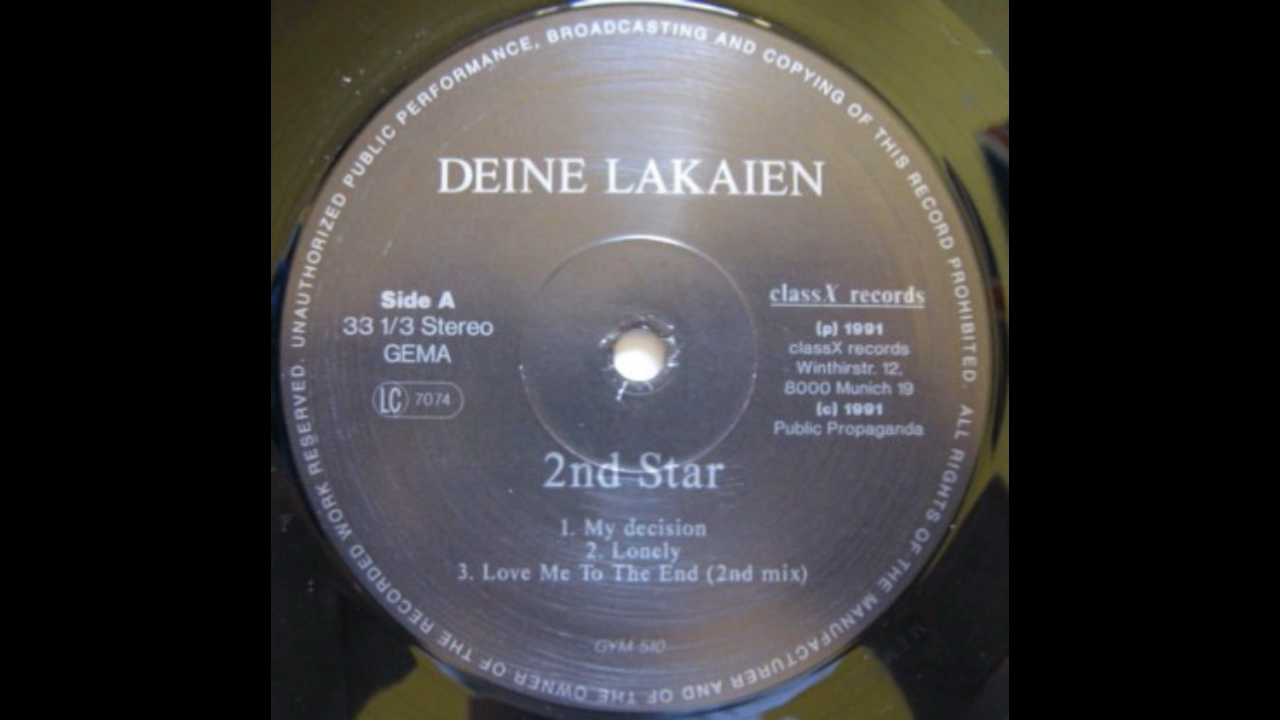 UNAUTHORIZED PUBLIC PERFORMANCE, BROADCASTING AND COPYING OF THIS RECORD PROHIBITED. ALL RIGHTS OF THE MANUFACTURER AND OF THE OWNER OF THE RECORDED WORK RESERVED.
DEINE LAKAIEN
Side A
33 1/3 Stereo
GEMA
LC 7074
classX records
(p) 1991
classX records
Winthirstr. 12,
8000 Munich 19
(c) 1991
Public Propaganda
2nd Star
1. My decision
2. Lonely
3. Love Me To The End (2nd mix)
GYM 510